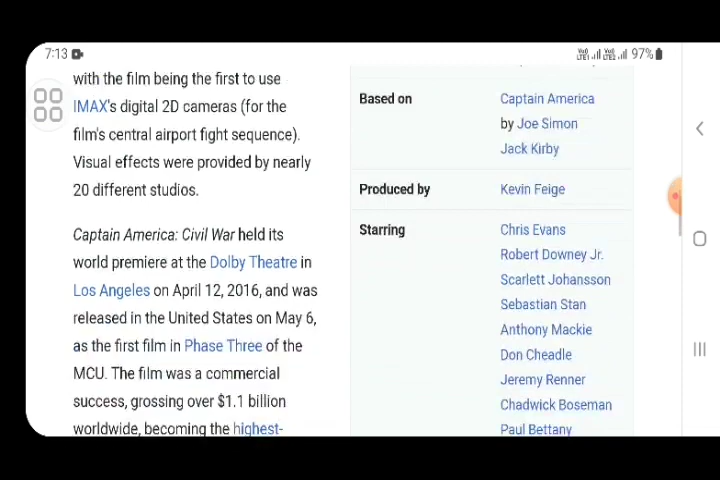 7:13
VoD LTE1 VoD LTE2 97%
with the film being the first to use
IMAX's digital 2D cameras (for the
film's central airport fight sequence).
Visual effects were provided by nearly
20 different studios.
Captain America: Civil War held its
world premiere at the Dolby Theatre in
Los Angeles on April 12, 2016, and was
released in the United States on May 6,
as the first film in Phase Three of the
MCU. The film was a commercial
success, grossing over $1.1 billion
worldwide, becoming the highest-
Based on
Captain America
by Joe Simon
Jack Kirby
Produced by
Kevin Feige
Starring
Chris Evans
Robert Downey Jr.
Scarlett Johansson
Sebastian Stan
Anthony Mackie
Don Cheadle
Jeremy Renner
Chadwick Boseman
Paul Bettany